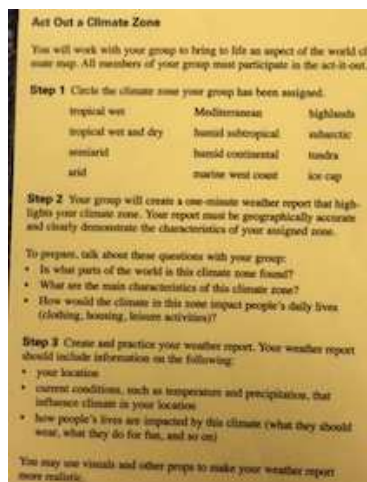 Act Out a Climate Zone
You will work with your group to bring to life an aspect of the world cli-
mate map. All members of your group must participate in the act-it-out.
Step 1 Circle the climate zone your group has been assigned.
tropical wet Mediterranean highlands
tropical wet and dry humid subtropical subarctic
semiarid humid continental tundra
arid marine west coast ice cap
Step 2 Your group will create a one-minute weather report that high-
lights your climate zone. Your report must be geographically accurate
and clearly demonstrate the characteristics of your assigned zone.
To prepare, talk about these questions with your group:
• In what parts of the world is this climate zone found?
• What are the main characteristics of this climate zone?
• How would the climate in this zone impact people's daily lives
(clothing, housing, leisure activities)?
Step 3 Create and practice your weather report. Your weather report
should include information on the following:
• your location
• current conditions, such as temperature and precipitation, that
influence climate in your location
• how people's lives are impacted by this climate (what they should
wear, what they do for fun, and so on)
You may use visuals and other props to make your weather report
more realistic.